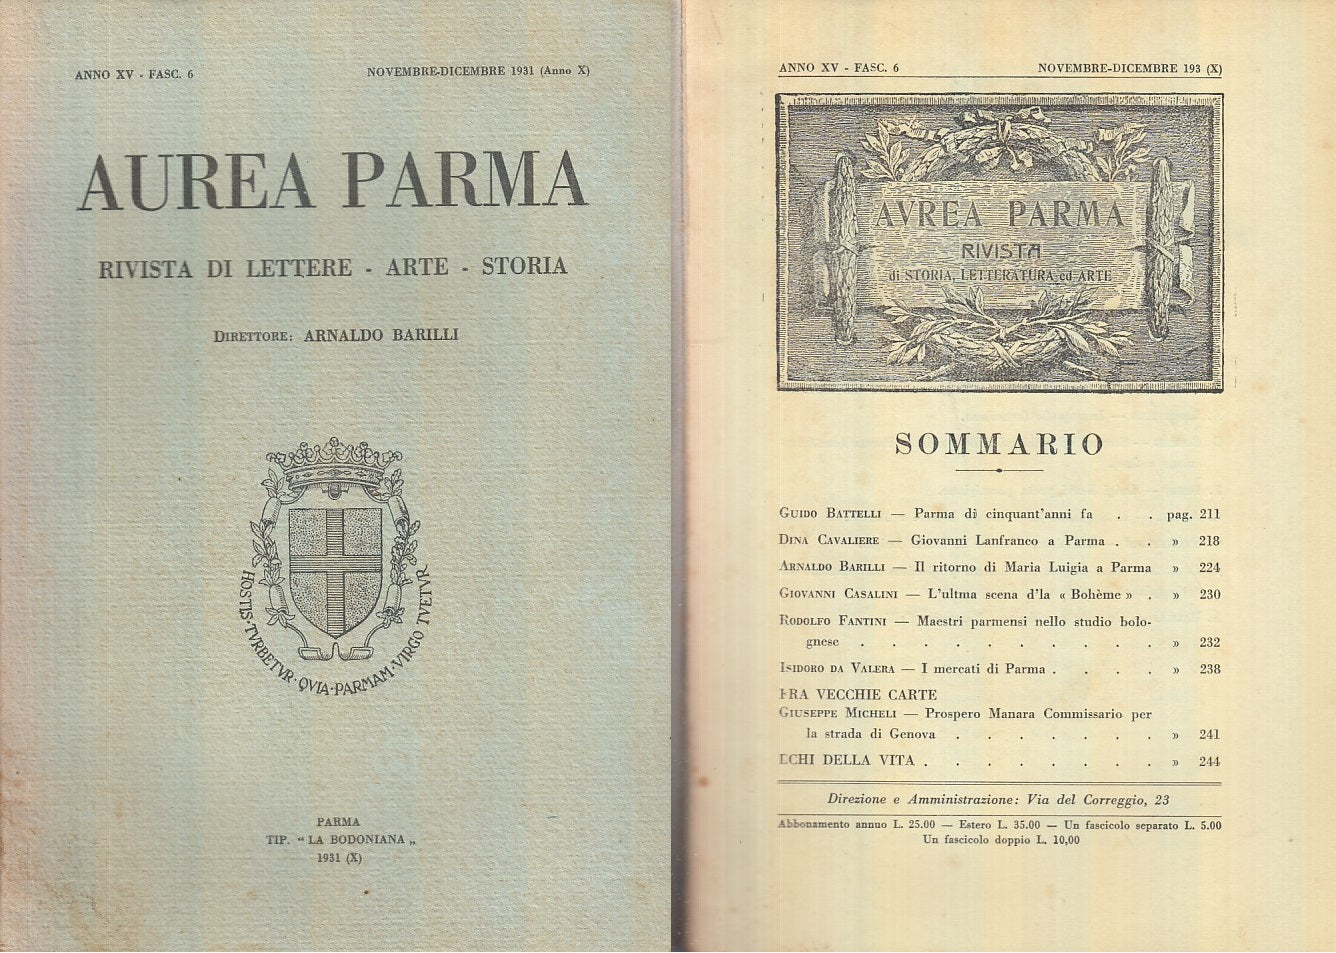 ANNO XV - FASC. 6
NOVEMBRE-DICEMBRE 1931 (Anno X)
AUREA PARMA
RIVISTA DI LETTERE - ARTE - STORIA
DIRETTORE: ARNALDO BARILLI
HOSTIS·TVRBETVR·QVIA·PARMAM·VIRGO TVETVR
PARMA
TIP. “ LA BODONIANA „
1931 (X)
ANNO XV - FASC. 6
NOVEMBRE-DICEMBRE 193 (X)
AVREA PARMA
RIVISTA
di STORIA, LETTERATURA ed ARTE
SOMMARIO
GUIDO BATTELLI — Parma di cinquant'anni fa . . pag. 211
DINA CAVALIERE — Giovanni Lanfranco a Parma . . » 218
ARNALDO BARILLI — Il ritorno di Maria Luigia a Parma » 224
GIOVANNI CASALINI — L'ultma scena d'la « Bohème » . » 230
RODOLFO FANTINI — Maestri parmensi nello studio bolo-
gnese . . . . . . . . . . » 232
ISIDORO DA VALERA — I mercati di Parma . . . . » 238
FRA VECCHIE CARTE
GIUSEPPE MICHELI — Prospero Manara Commissario per
la strada di Genova . . . . . . . » 241
ECHI DELLA VITA . . . . . . . . » 244
Direzione e Amministrazione: Via del Correggio, 23
Abbonamento annuo L. 25.00 — Estero L. 35.00 — Un fascicolo separato L. 5.00
Un fascicolo doppio L. 10,00